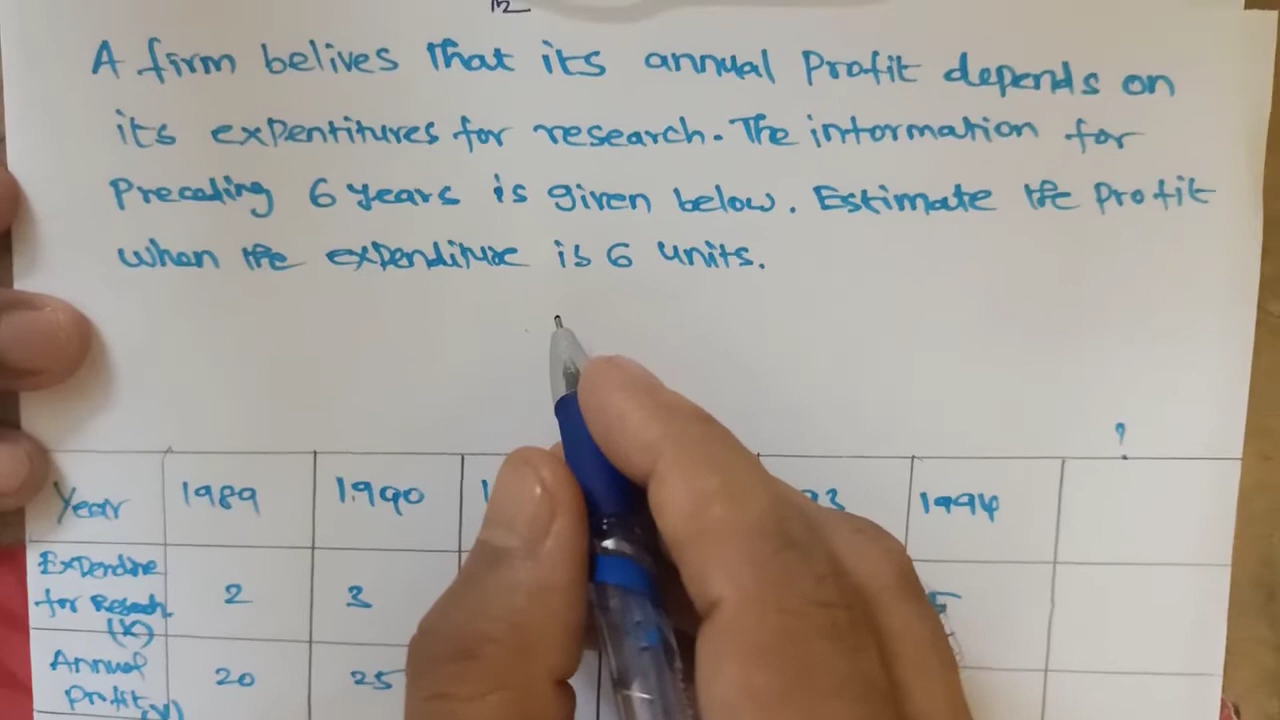 A firm belives that its annual Profit depends on
its expentitures for research. The information for
Preceding 6 years is given below. Estimate the Profit
when the expenditure is 6 units.
?
Year 1989 1990 1994
Expendire
for Reseach 2 3
(X)
Annual
Profit(y) 20 25